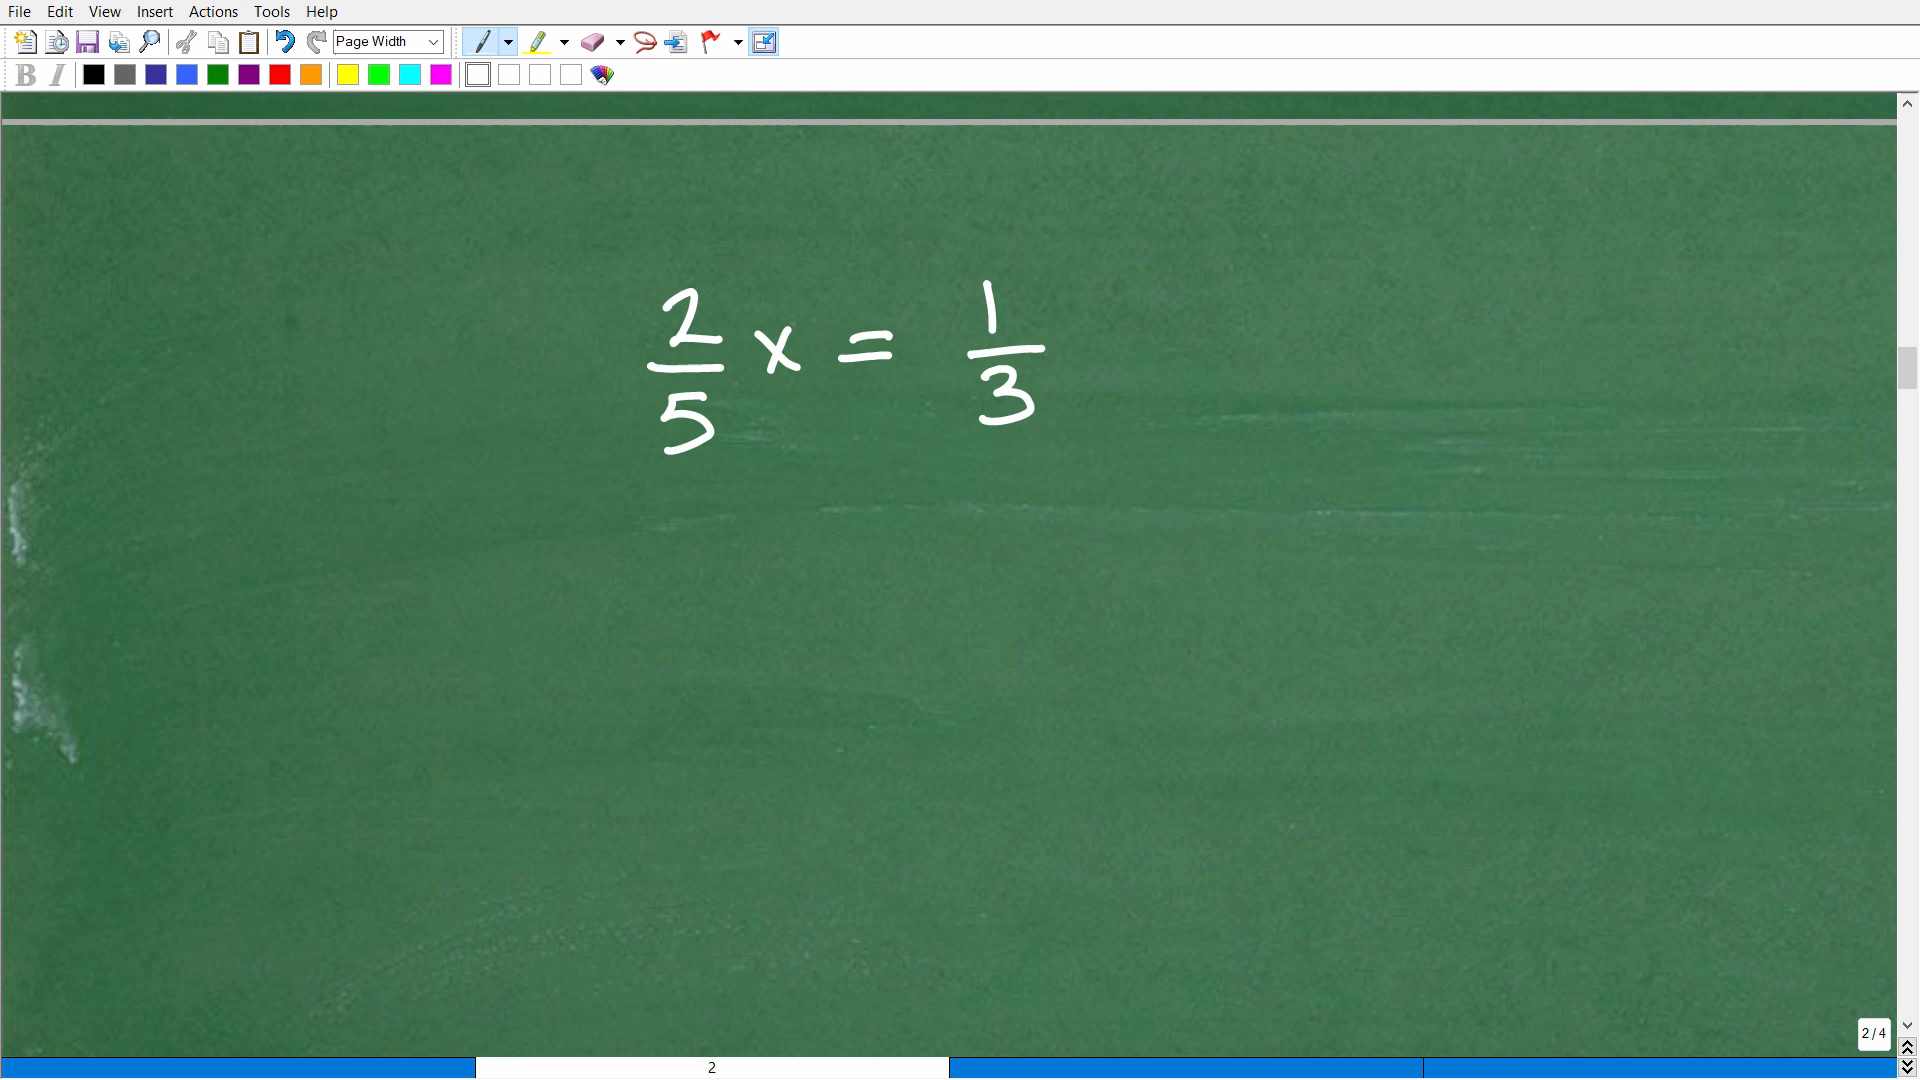 File Edit View Insert Actions Tools Help
Page Width
B I
2/5 x = 1/3
2 / 4
2